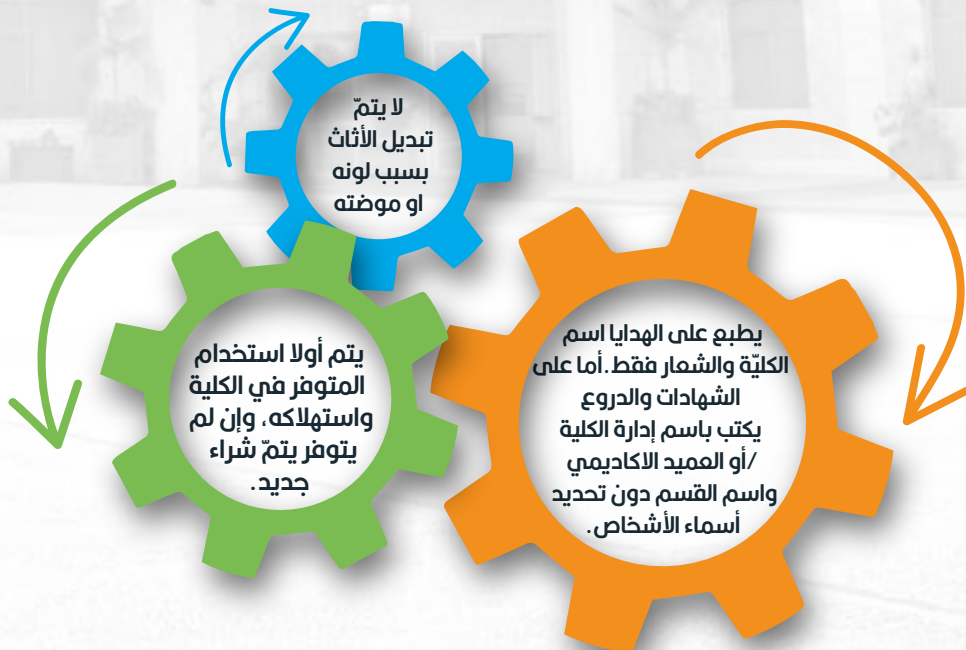 لا يتمّ
تبديل الأثاث
بسبب لونه
او موضته
يطبع على الهدايا اسم
الكليّة والشعار فقط.أما على
الشهادات والدروع
يكتب باسم إدارة الكلية
/أو العميد الاكاديمي
واسم القسم دون تحديد
أسماء الأشخاص.
يتم أولا استخدام
المتوفر في الكلية
واستهلاكه، وإن لم
يتوفر يتمّ شراء
جديد.